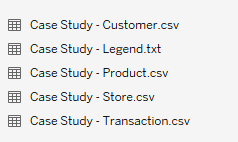 Case Study - Customer.csv
Case Study - Legend.txt
Case Study - Product.csv
Case Study - Store.csv
Case Study - Transaction.csv